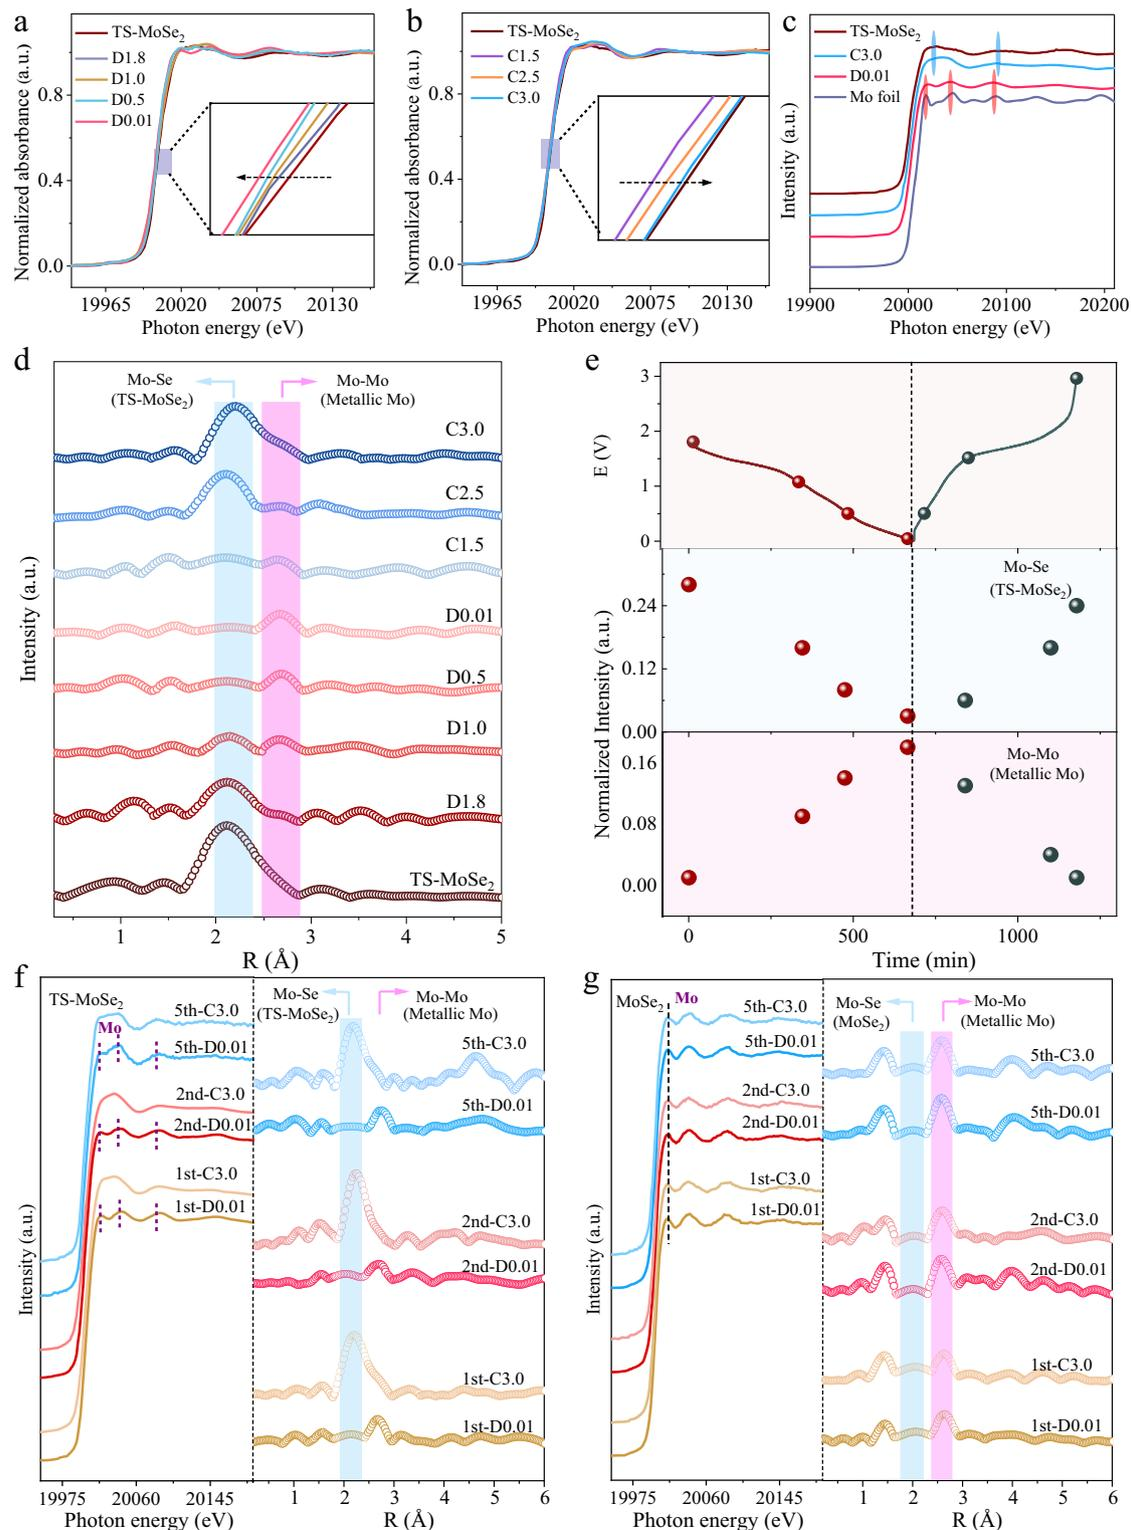 a
TS-MoSe2
D1.8
D1.0
D0.5
D0.01
Normalized absorbance (a.u.)
0.8
0.4
0.0
19965 20020 20075 20130
Photon energy (eV)
b
TS-MoSe2
C1.5
C2.5
C3.0
Normalized absorbance (a.u.)
0.8
0.4
0.0
19965 20020 20075 20130
Photon energy (eV)
c
TS-MoSe2
C3.0
D0.01
Mo foil
Intensity (a.u.)
19900 20000 20100 20200
Photon energy (eV)
d
Mo-Se
(TS-MoSe2)
Mo-Mo
(Metallic Mo)
C3.0
C2.5
C1.5
D0.01
D0.5
D1.0
D1.8
TS-MoSe2
Intensity (a.u.)
1 2 3 4 5
R (Å)
e
E (V)
3
2
1
0
Mo-Se
(TS-MoSe2)
0.24
0.12
0.00
Normalized Intensity (a.u.)
Mo-Mo
(Metallic Mo)
0.16
0.08
0.00
0 500 1000
Time (min)
f
TS-MoSe2
Mo
5th-C3.0
5th-D0.01
2nd-C3.0
2nd-D0.01
1st-C3.0
1st-D0.01
Intensity (a.u.)
19975 20060 20145
Photon energy (eV)
Mo-Se
(TS-MoSe2)
Mo-Mo
(Metallic Mo)
5th-C3.0
5th-D0.01
2nd-C3.0
2nd-D0.01
1st-C3.0
1st-D0.01
1 2 3 4 5 6
R (Å)
g
MoSe2
Mo
5th-C3.0
5th-D0.01
2nd-C3.0
2nd-D0.01
1st-C3.0
1st-D0.01
Intensity (a.u.)
19975 20060 20145
Photon energy (eV)
Mo-Se
(MoSe2)
Mo-Mo
(Metallic Mo)
5th-C3.0
5th-D0.01
2nd-C3.0
2nd-D0.01
1st-C3.0
1st-D0.01
1 2 3 4 5 6
R (Å)